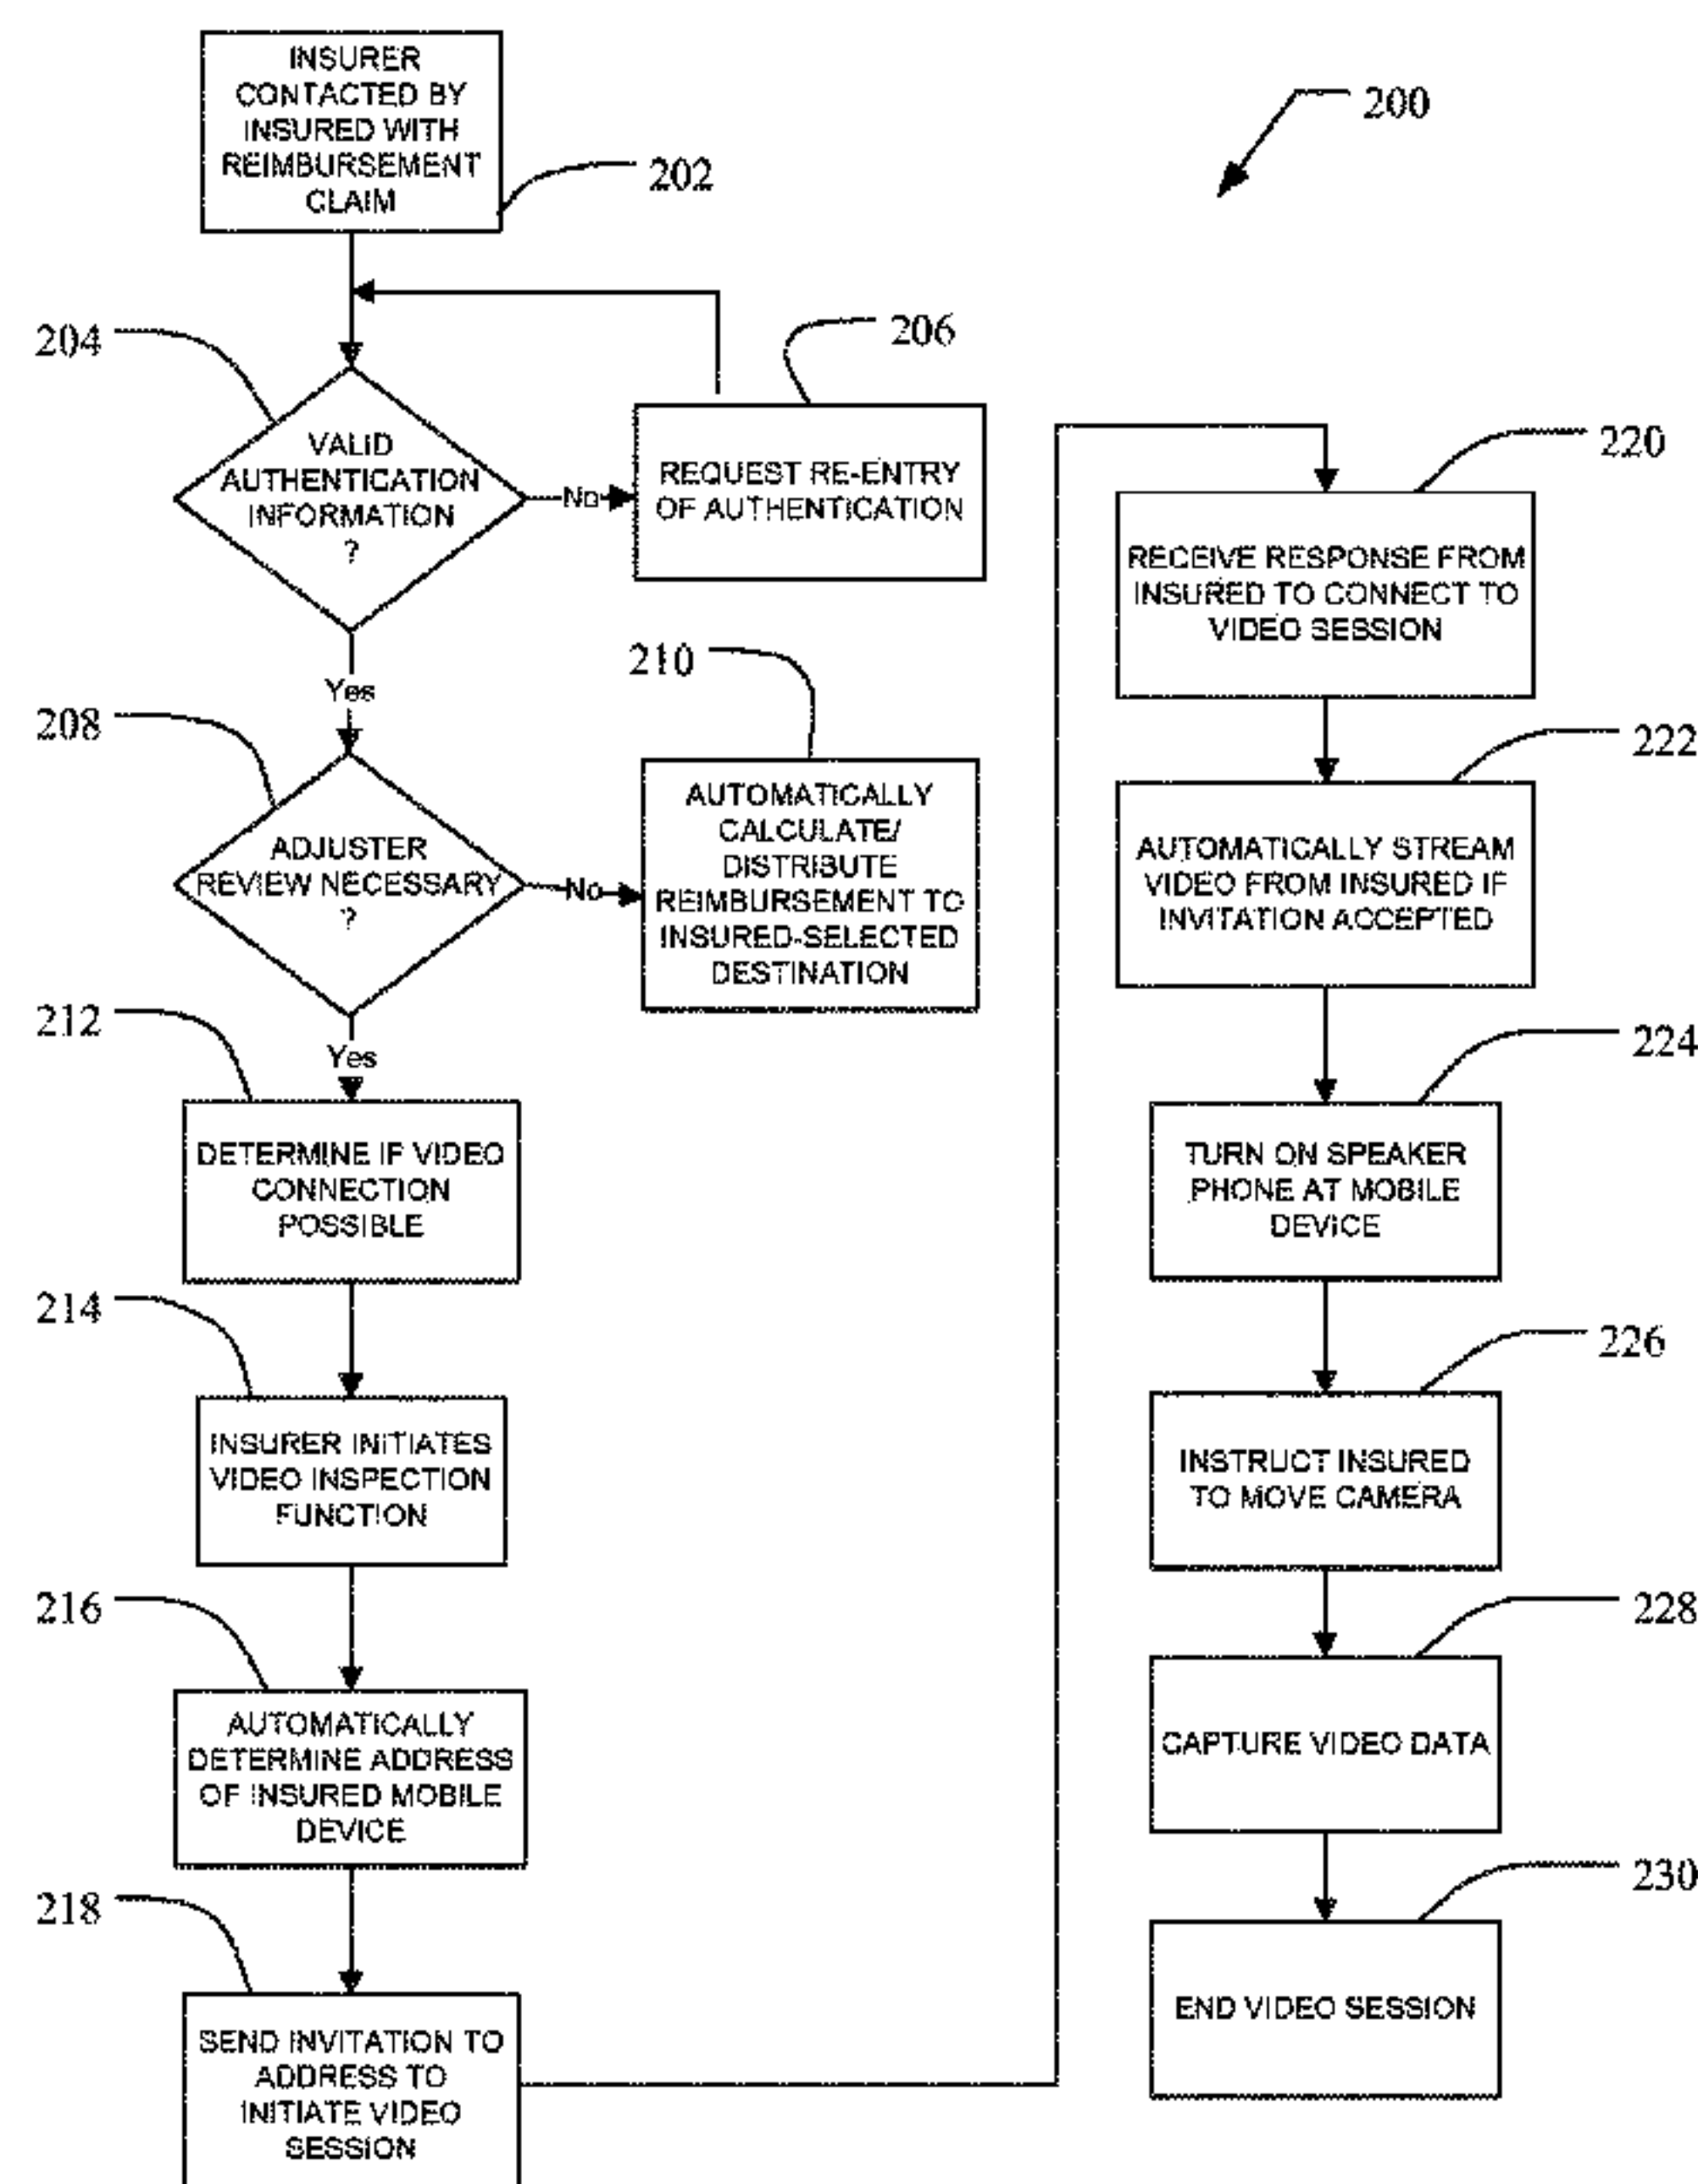 INSURER
CONTACTED BY
INSURED WITH
REIMBURSEMENT
CLAIM
202
200
204
VALID
AUTHENTICATION
INFORMATION
?
No
206
REQUEST RE-ENTRY
OF AUTHENTICATION
Yes
208
ADJUSTER
REVIEW NECESSARY
?
No
210
AUTOMATICALLY
CALCULATE/
DISTRIBUTE
REIMBURSEMENT TO
INSURED-SELECTED
DESTINATION
Yes
212
DETERMINE IF VIDEO
CONNECTION
POSSIBLE
214
INSURER INITIATES
VIDEO INSPECTION
FUNCTION
216
AUTOMATICALLY
DETERMINE ADDRESS
OF INSURED MOBILE
DEVICE
218
SEND INVITATION TO
ADDRESS TO
INITIATE VIDEO
SESSION
220
RECEIVE RESPONSE FROM
INSURED TO CONNECT TO
VIDEO SESSION
222
AUTOMATICALLY STREAM
VIDEO FROM INSURED IF
INVITATION ACCEPTED
224
TURN ON SPEAKER
PHONE AT MOBILE
DEVICE
226
INSTRUCT INSURED
TO MOVE CAMERA
228
CAPTURE VIDEO DATA
230
END VIDEO SESSION